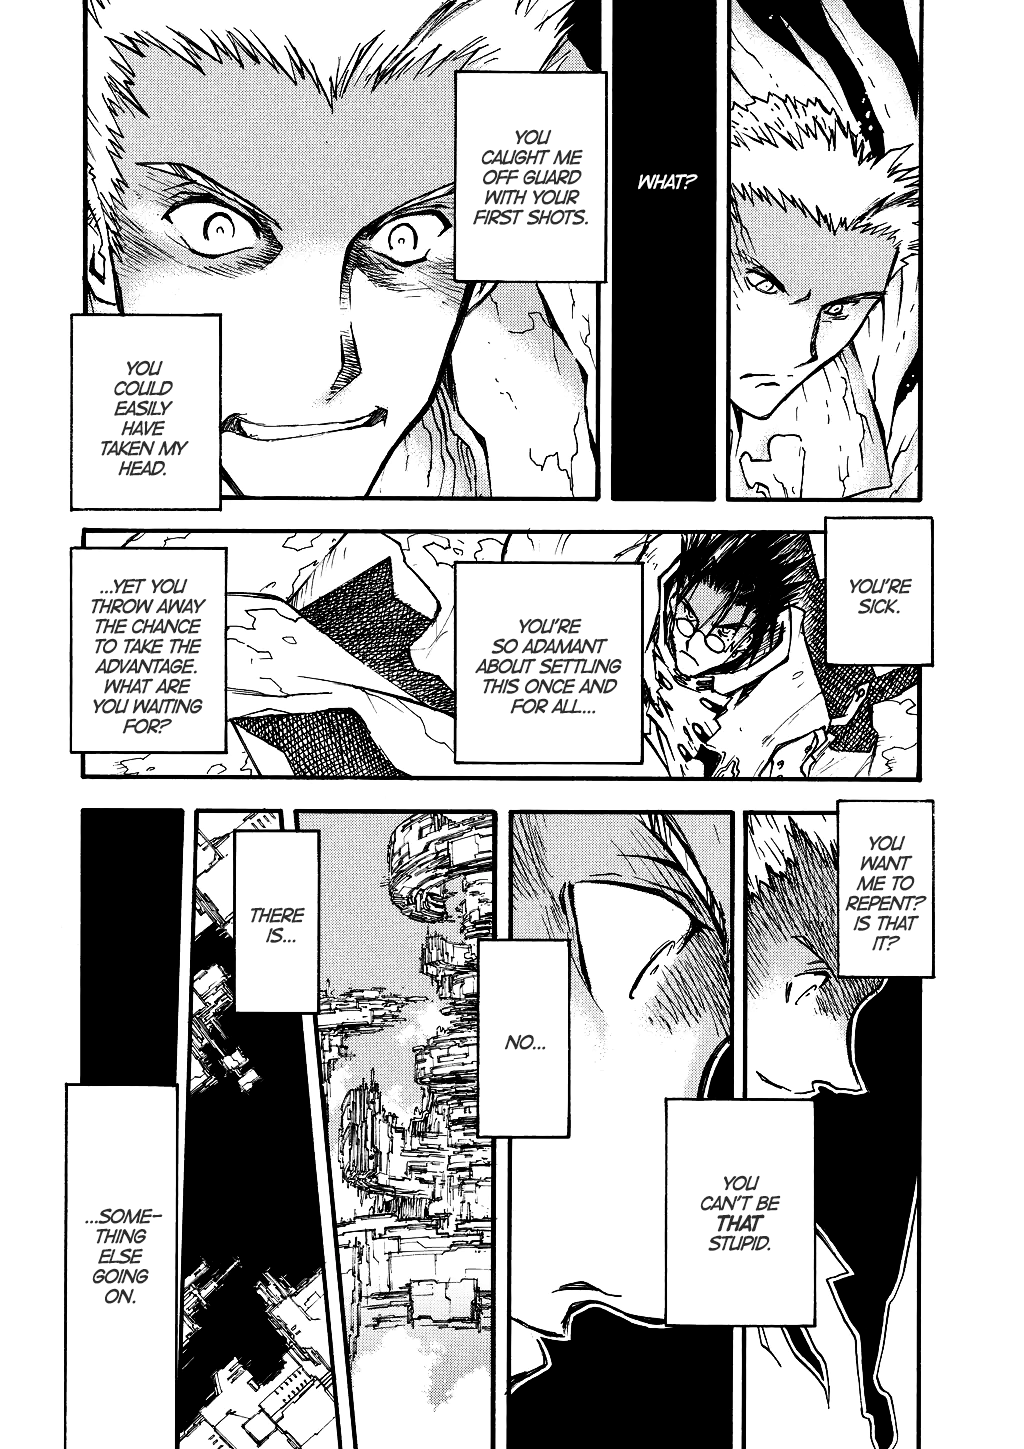 WHAT?
YOU
CAUGHT ME
OFF GUARD
WITH YOUR
FIRST SHOTS.
YOU
COULD
EASILY
HAVE
TAKEN MY
HEAD.
YOU'RE
SICK.
YOU'RE
SO ADAMANT
ABOUT SETTLING
THIS ONCE AND
FOR ALL...
...YET YOU
THROW AWAY
THE CHANCE
TO TAKE THE
ADVANTAGE.
WHAT ARE
YOU WAITING
FOR?
YOU
WANT
ME TO
REPENT?
IS THAT
IT?
YOU
CAN'T BE
THAT
STUPID.
NO...
THERE
IS...
...SOME-
THING
ELSE
GOING
ON.